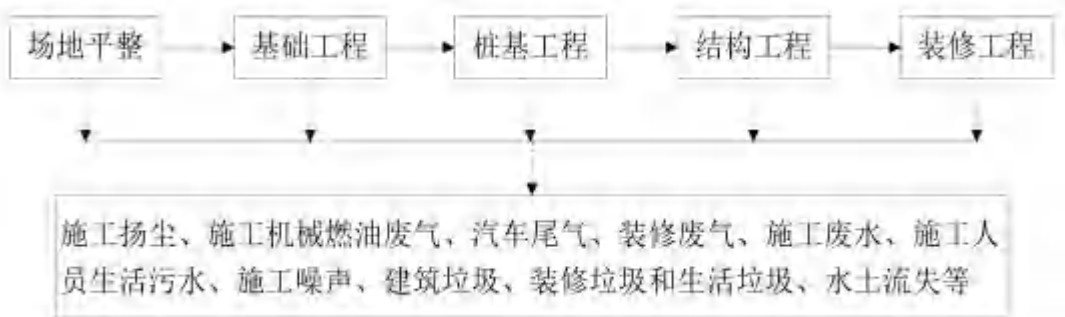 场地平整 基础工程 桩基工程 结构工程 装修工程
施工扬尘、施工机械燃油废气、汽车尾气、装修废气、施工废水、施工人
员生活污水、施工噪声、建筑垃圾、装修垃圾和生活垃圾、水土流失等